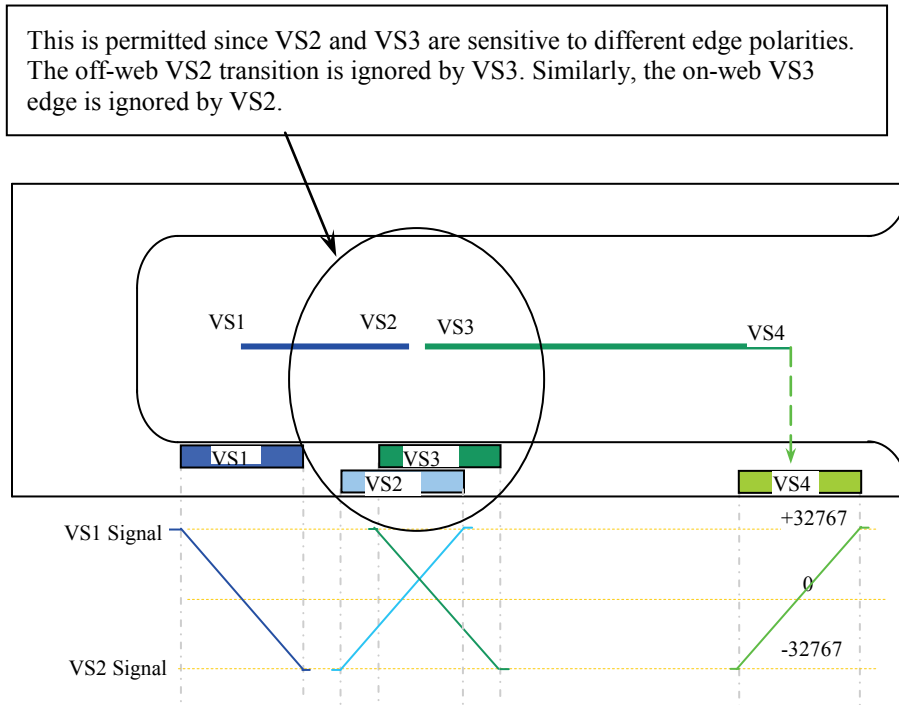 This is permitted since VS2 and VS3 are sensitive to different edge polarities.
The off-web VS2 transition is ignored by VS3. Similarly, the on-web VS3
edge is ignored by VS2.
VS1
VS2
VS3
VS4
VS1
VS3
VS2
VS4
+32767
VS1 Signal
0
-32767
VS2 Signal